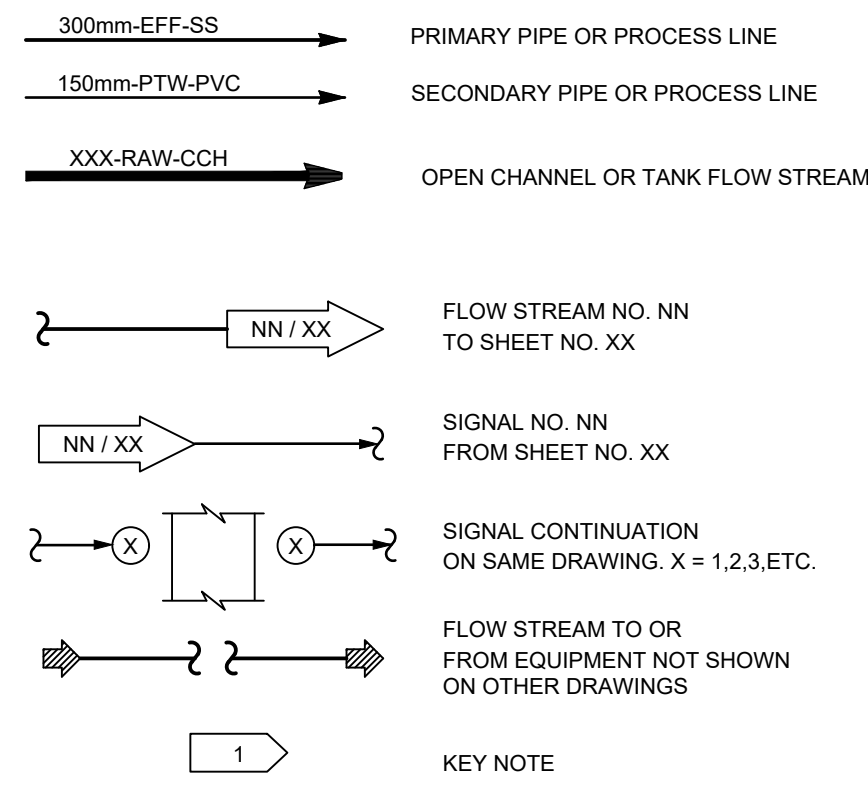 300mm-EFF-SS
PRIMARY PIPE OR PROCESS LINE
150mm-PTW-PVC
SECONDARY PIPE OR PROCESS LINE
XXX-RAW-CCH
OPEN CHANNEL OR TANK FLOW STREAM
NN / XX
FLOW STREAM NO. NN
TO SHEET NO. XX
NN / XX
SIGNAL NO. NN
FROM SHEET NO. XX
X
X
SIGNAL CONTINUATION
ON SAME DRAWING. X = 1,2,3,ETC.
FLOW STREAM TO OR
FROM EQUIPMENT NOT SHOWN
ON OTHER DRAWINGS
1
KEY NOTE